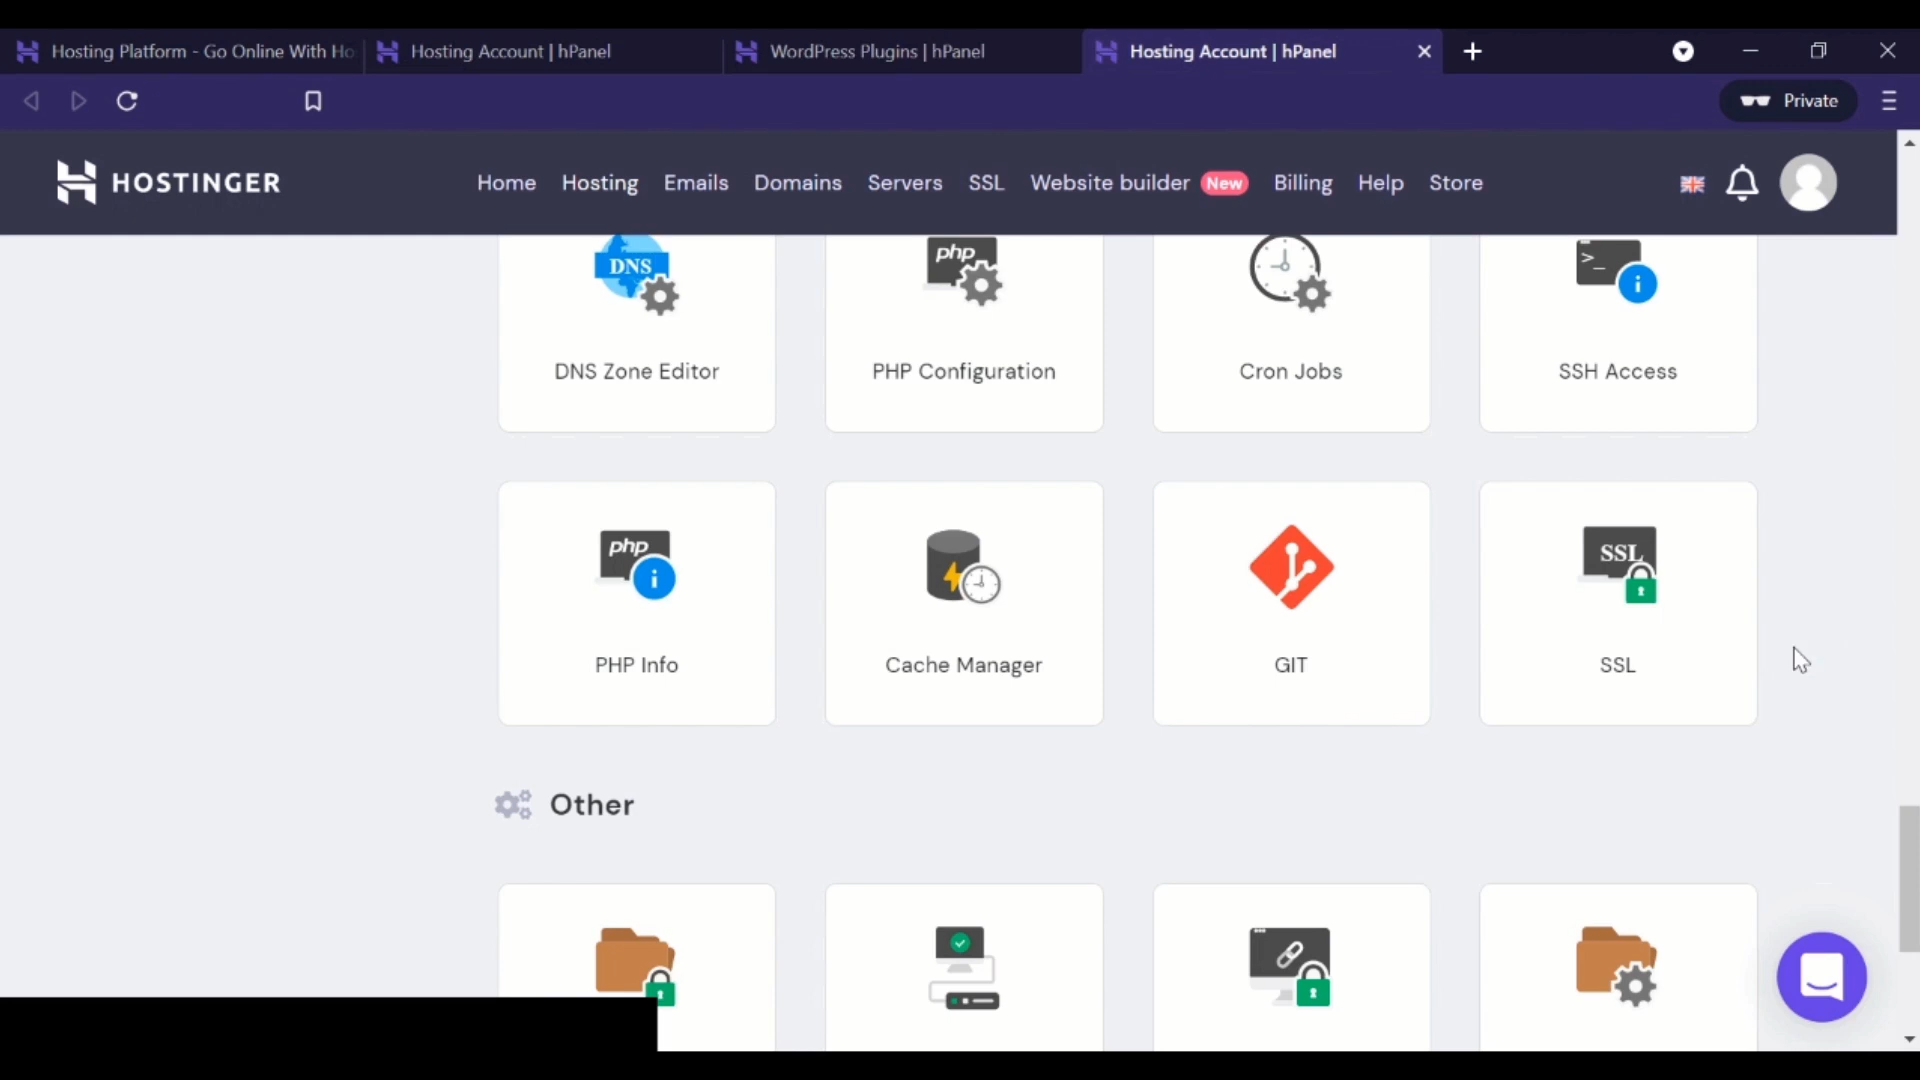 Hosting Platform - Go Online With Ho
Hosting Account | hPanel
WordPress Plugins | hPanel
Hosting Account | hPanel
Private
HOSTINGER
Home
Hosting
Emails
Domains
Servers
SSL
Website builder
New
Billing
Help
Store
DNS
php
>_
i
DNS Zone Editor
PHP Configuration
Cron Jobs
SSH Access
php
i
SSL
PHP Info
Cache Manager
GIT
SSL
Other